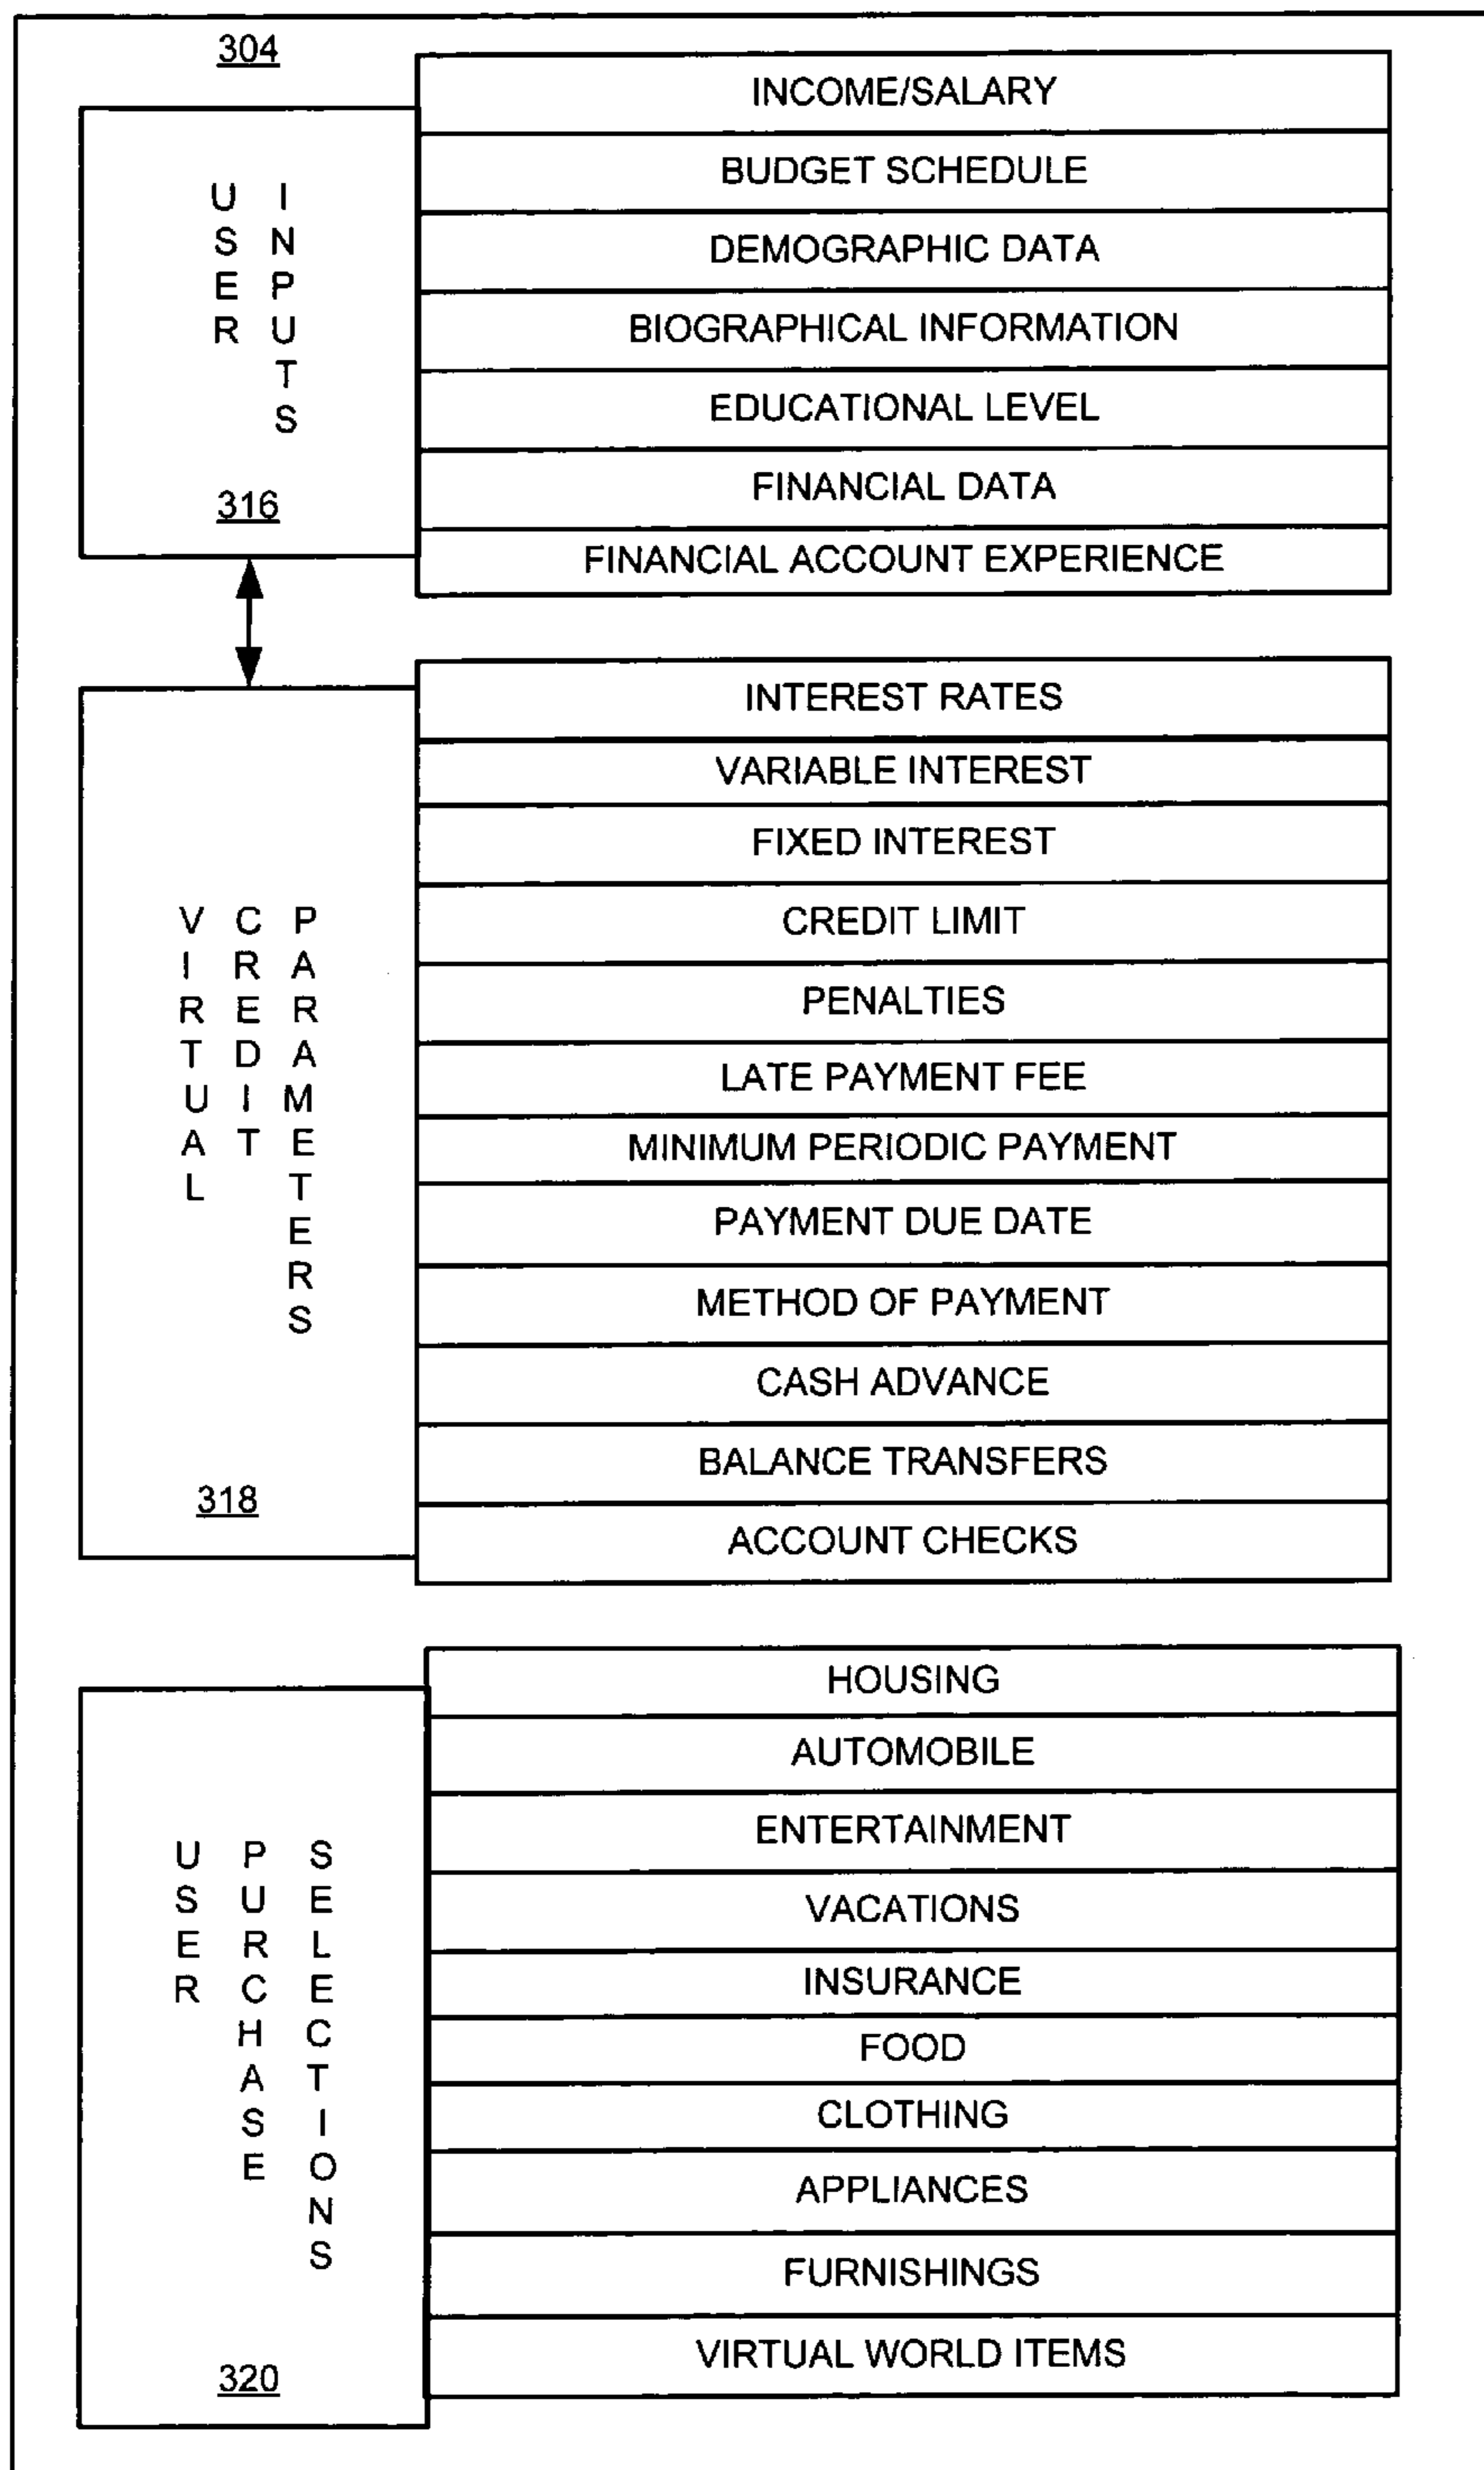 304
USER INPUTS
316
INCOME/SALARY
BUDGET SCHEDULE
DEMOGRAPHIC DATA
BIOGRAPHICAL INFORMATION
EDUCATIONAL LEVEL
FINANCIAL DATA
FINANCIAL ACCOUNT EXPERIENCE
VIRTUAL CREDIT PARAMETERS
318
INTEREST RATES
VARIABLE INTEREST
FIXED INTEREST
CREDIT LIMIT
PENALTIES
LATE PAYMENT FEE
MINIMUM PERIODIC PAYMENT
PAYMENT DUE DATE
METHOD OF PAYMENT
CASH ADVANCE
BALANCE TRANSFERS
ACCOUNT CHECKS
USER PURCHASE SELECTIONS
320
HOUSING
AUTOMOBILE
ENTERTAINMENT
VACATIONS
INSURANCE
FOOD
CLOTHING
APPLIANCES
FURNISHINGS
VIRTUAL WORLD ITEMS